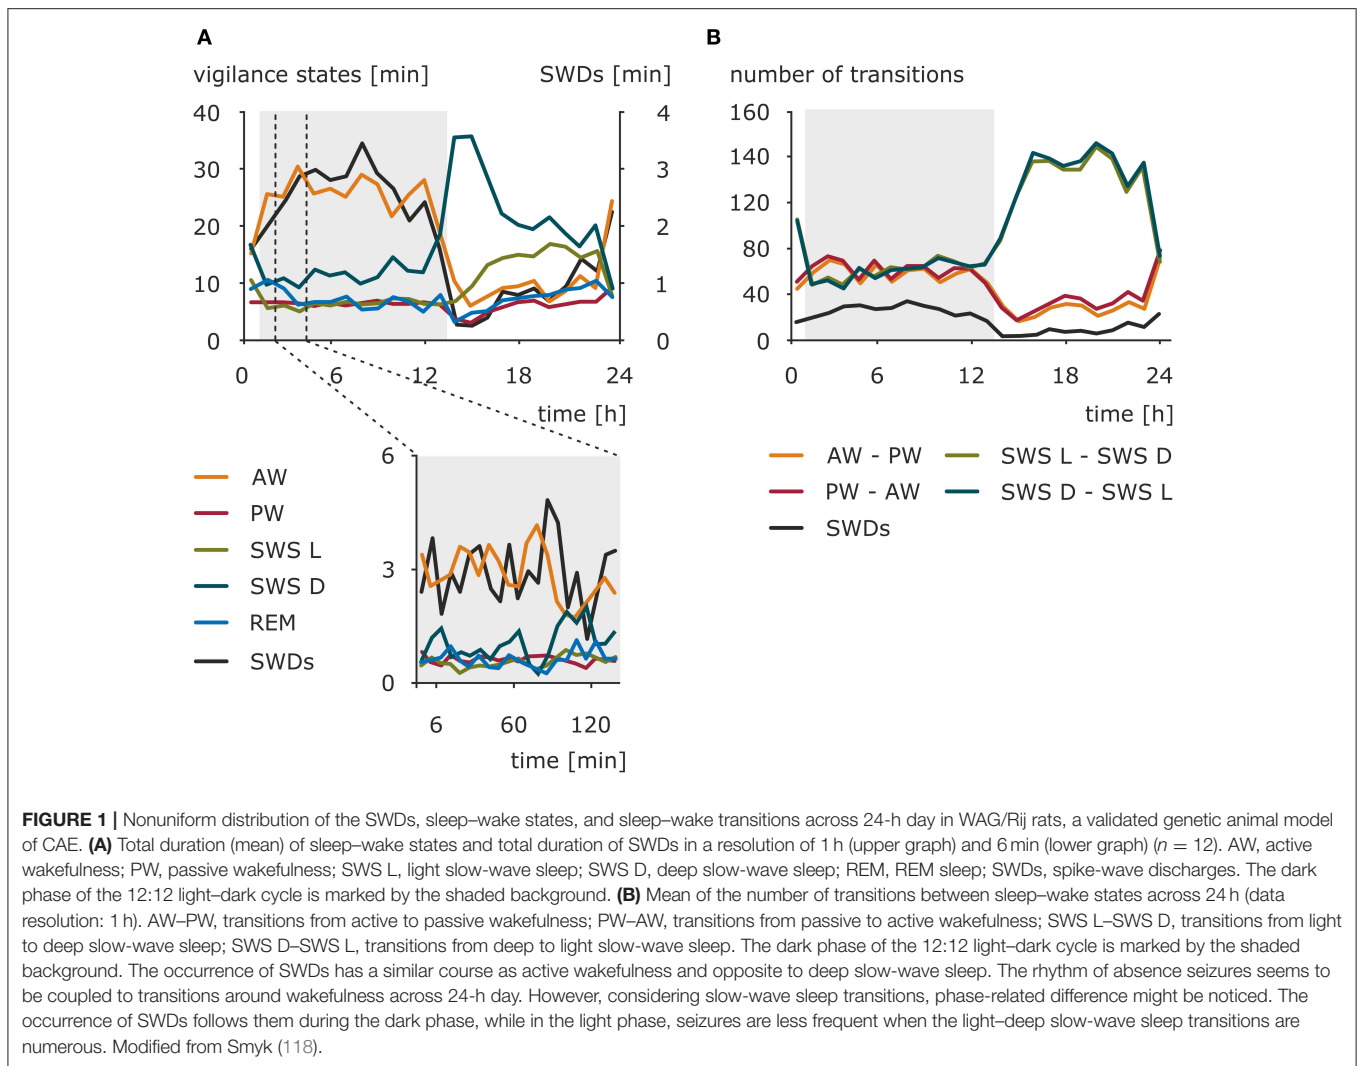 A
vigilance states [min]
SWDs [min]
40
30
20
10
0
4
3
2
1
0
0
6
12
18
24
time [h]
AW
PW
SWS L
SWS D
REM
SWDs
6
3
0
6
60
120
time [min]
B
number of transitions
160
140
120
80
40
0
0
6
12
18
24
time [h]
AW - PW
PW - AW
SWDs
SWS L - SWS D
SWS D - SWS L
FIGURE 1 | Nonuniform distribution of the SWDs, sleep–wake states, and sleep–wake transitions across 24-h day in WAG/Rij rats, a validated genetic animal model
of CAE. (A) Total duration (mean) of sleep–wake states and total duration of SWDs in a resolution of 1 h (upper graph) and 6 min (lower graph) (n = 12). AW, active
wakefulness; PW, passive wakefulness; SWS L, light slow-wave sleep; SWS D, deep slow-wave sleep; REM, REM sleep; SWDs, spike-wave discharges. The dark
phase of the 12:12 light–dark cycle is marked by the shaded background. (B) Mean of the number of transitions between sleep–wake states across 24 h (data
resolution: 1 h). AW–PW, transitions from active to passive wakefulness; PW–AW, transitions from passive to active wakefulness; SWS L–SWS D, transitions from light
to deep slow-wave sleep; SWS D–SWS L, transitions from deep to light slow-wave sleep. The dark phase of the 12:12 light–dark cycle is marked by the shaded
background. The occurrence of SWDs has a similar course as active wakefulness and opposite to deep slow-wave sleep. The rhythm of absence seizures seems to
be coupled to transitions around wakefulness across 24-h day. However, considering slow-wave sleep transitions, phase-related difference might be noticed. The
occurrence of SWDs follows them during the dark phase, while in the light phase, seizures are less frequent when the light–deep slow-wave sleep transitions are
numerous. Modified from Smyk (118).